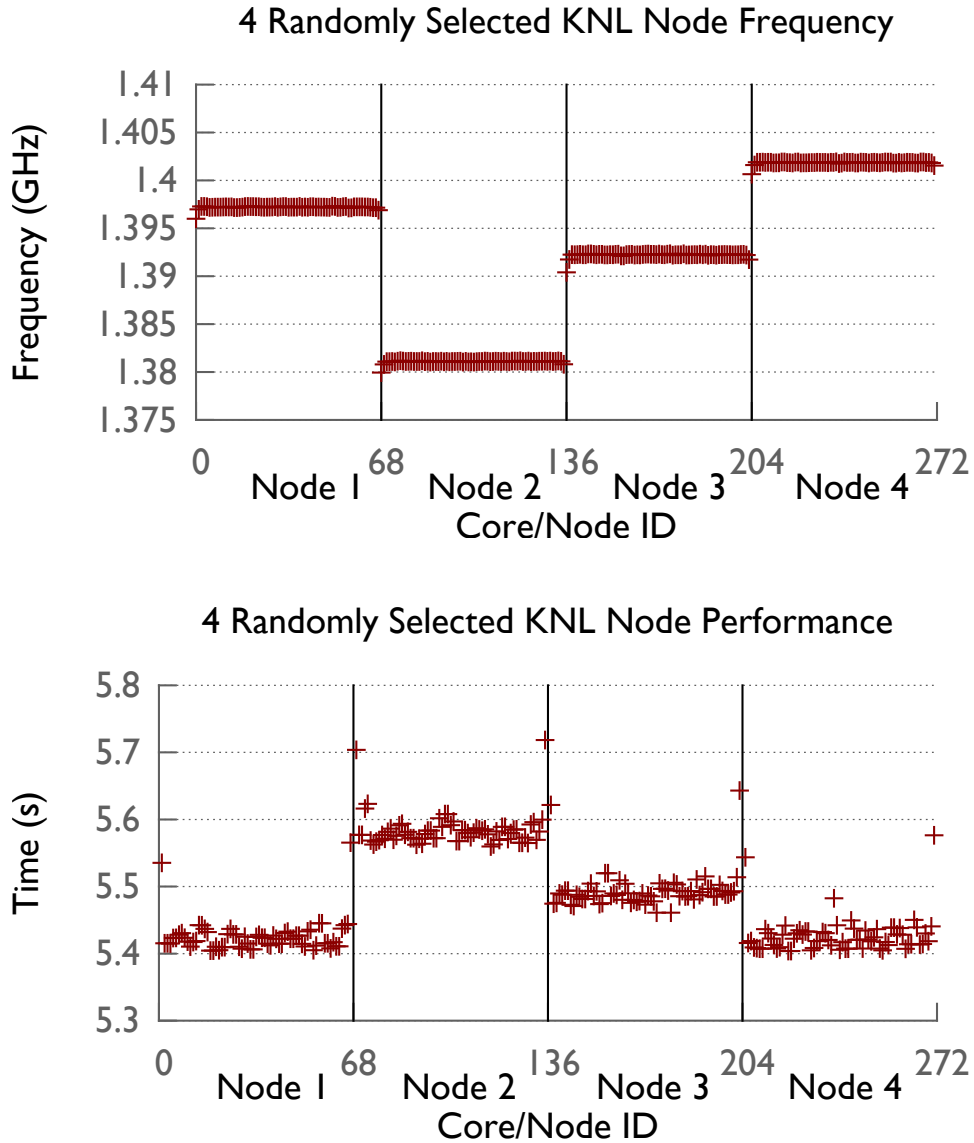 4 Randomly Selected KNL Node Frequency
Frequency (GHz)
1.41
1.405
1.4
1.395
1.39
1.385
1.38
1.375
0 68 136 204 272
Node 1 Node 2 Node 3 Node 4
Core/Node ID
4 Randomly Selected KNL Node Performance
Time (s)
5.8
5.7
5.6
5.5
5.4
5.3
0 68 136 204 272
Node 1 Node 2 Node 3 Node 4
Core/Node ID